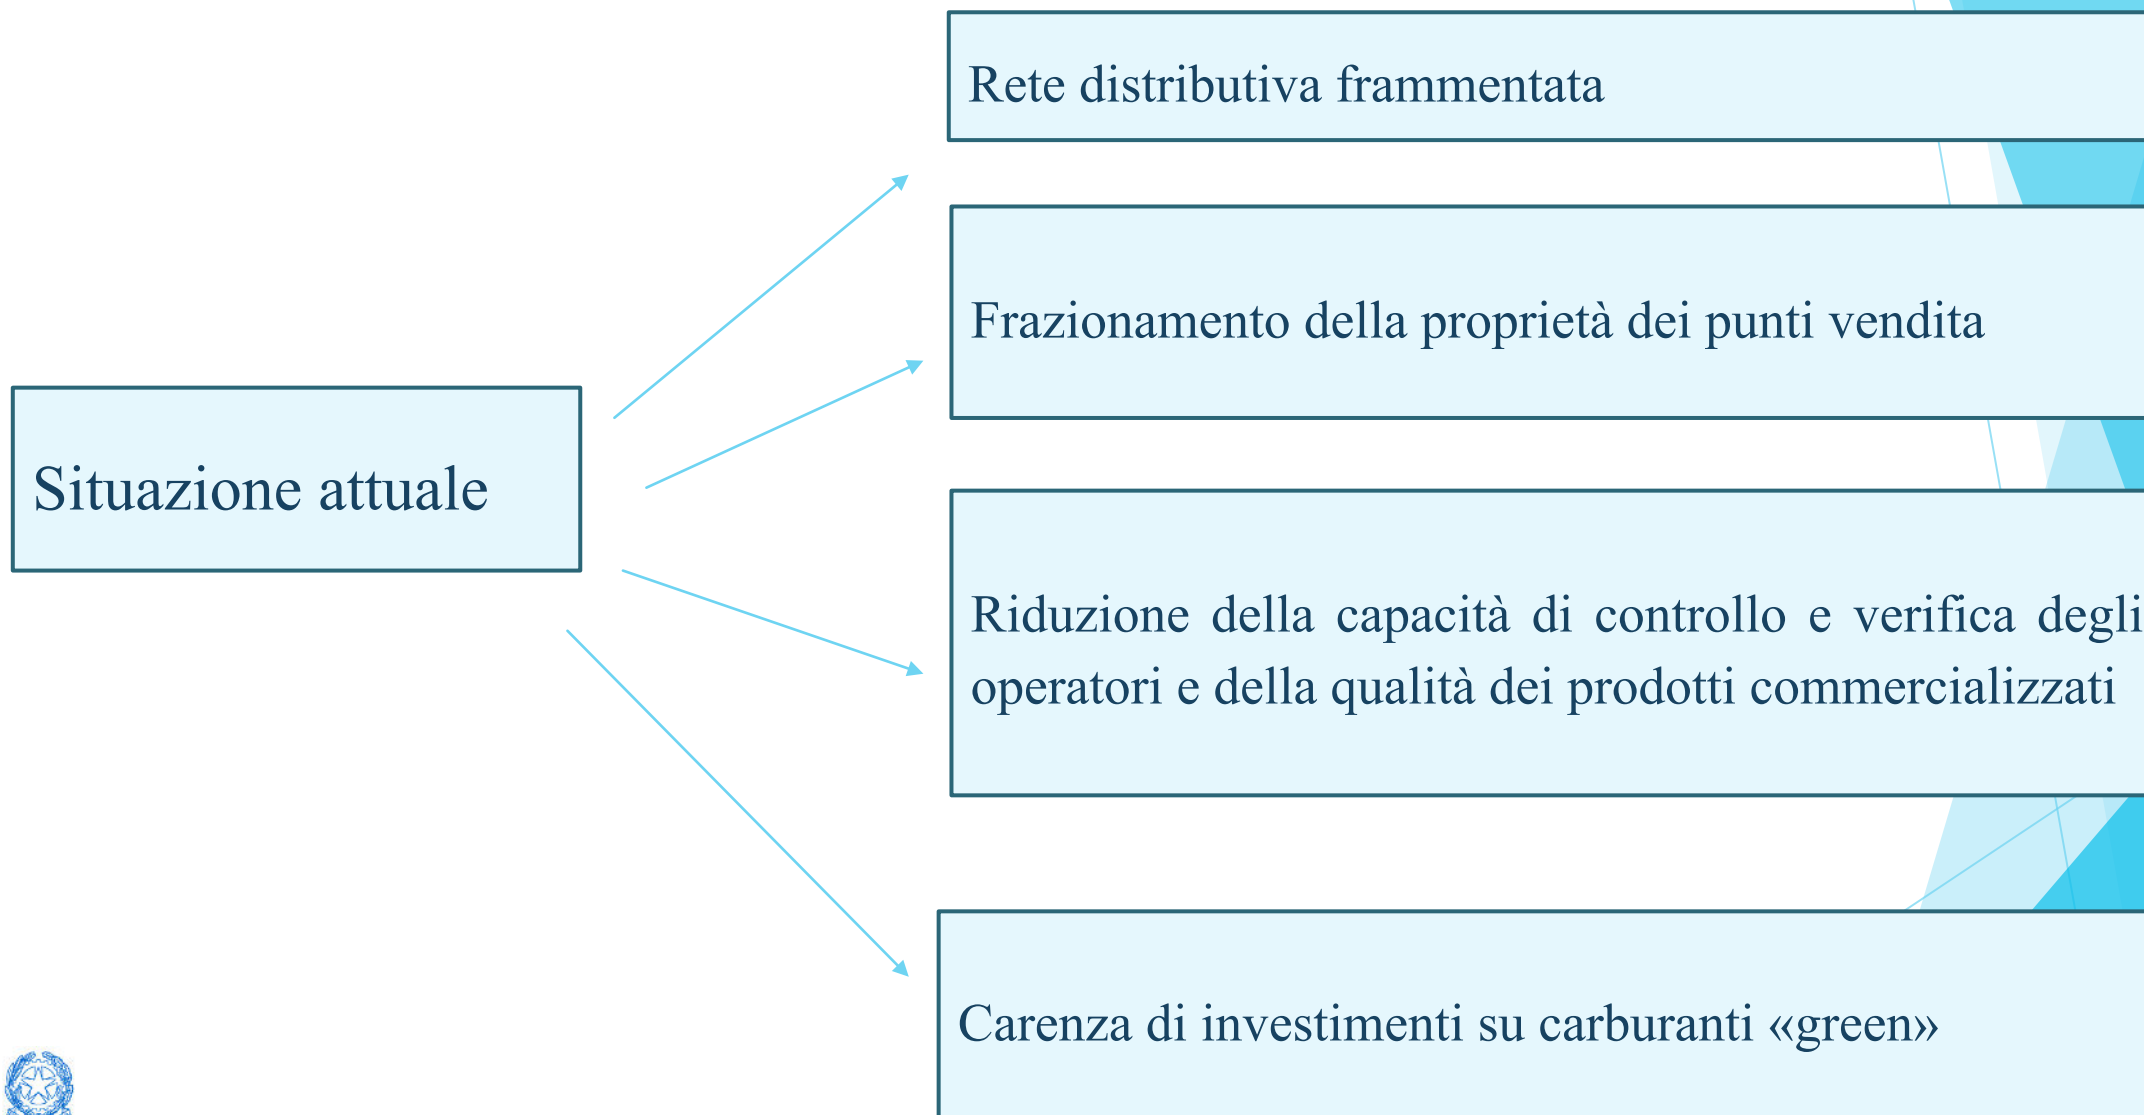 Rete distributiva frammentata
Frazionamento della proprietà dei punti vendita
Situazione attuale
Riduzione della capacità di controllo e verifica degli
operatori e della qualità dei prodotti commercializzati
Carenza di investimenti su carburanti «green»